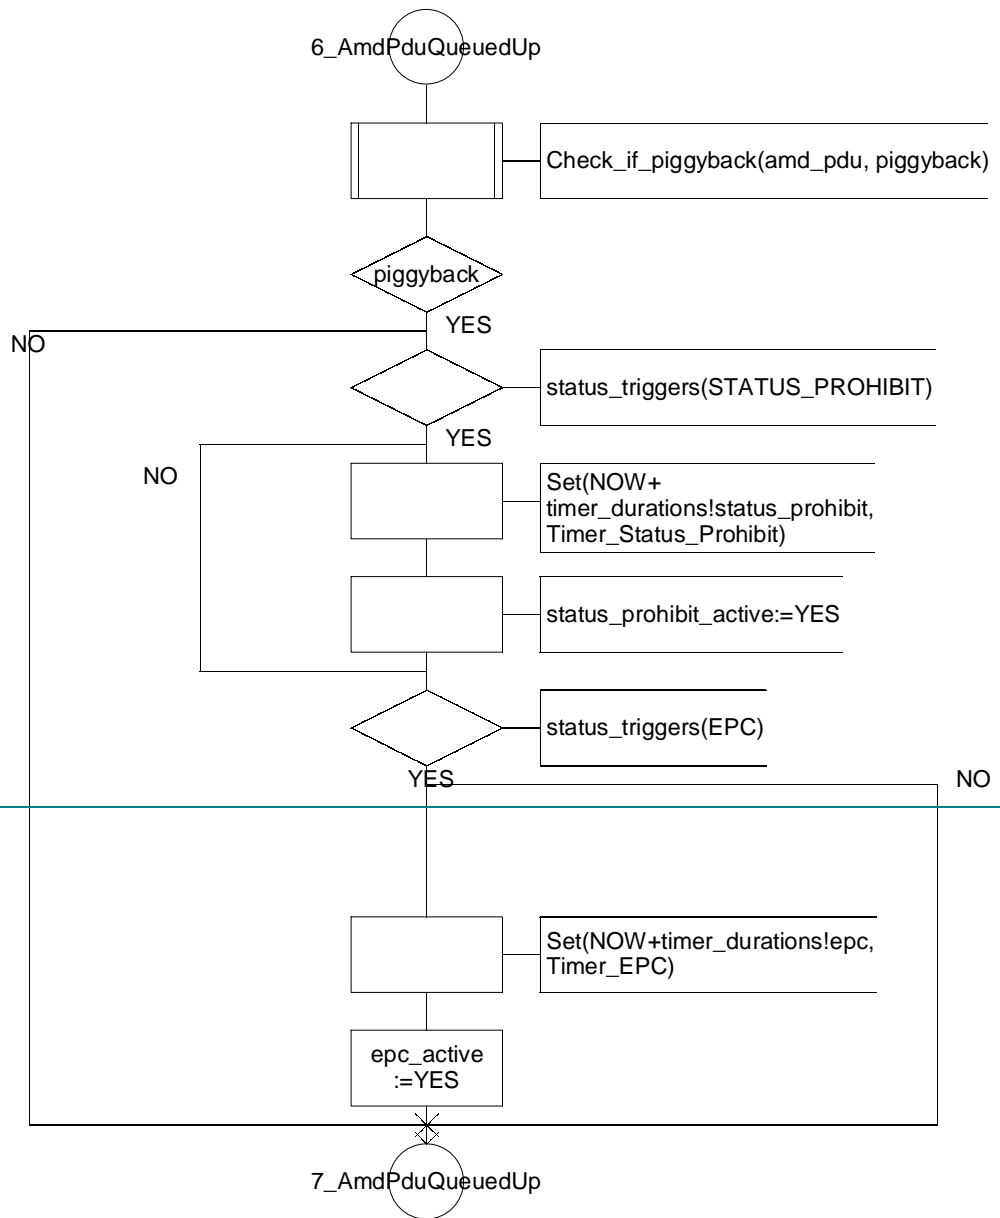 6_AmdPduQueuedUp
Check_if_piggyback(amd_pdu, piggyback)
piggyback
YES
NO
status_triggers(STATUS_PROHIBIT)
YES
NO
Set(NOW+
timer_durations!status_prohibit,
Timer_Status_Prohibit)
status_prohibit_active:=YES
status_triggers(EPC)
YES
NO
Set(NOW+timer_durations!epc,
Timer_EPC)
epc_active
:=YES
7_AmdPduQueuedUp